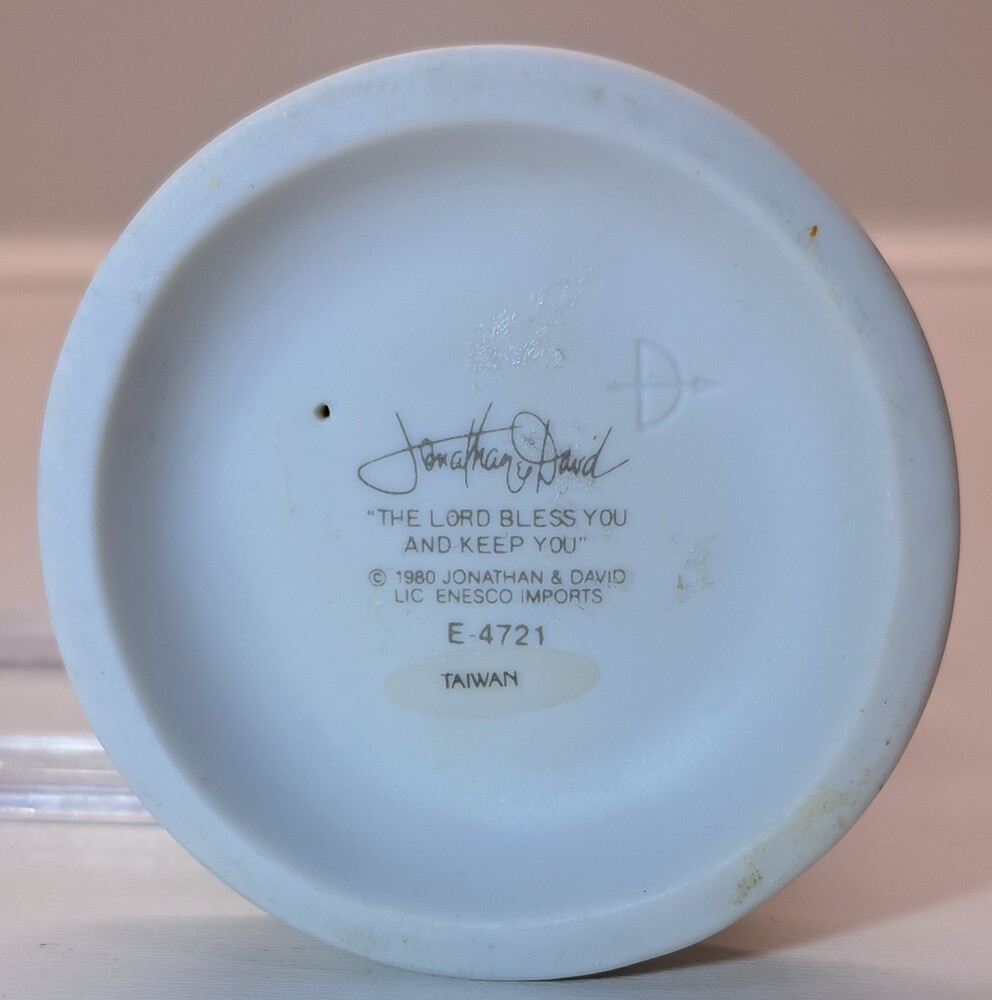 Jonathan & David
"THE LORD BLESS YOU
AND KEEP YOU"
© 1980 JONATHAN & DAVID
LIC ENESCO IMPORTS
E-4721
TAIWAN